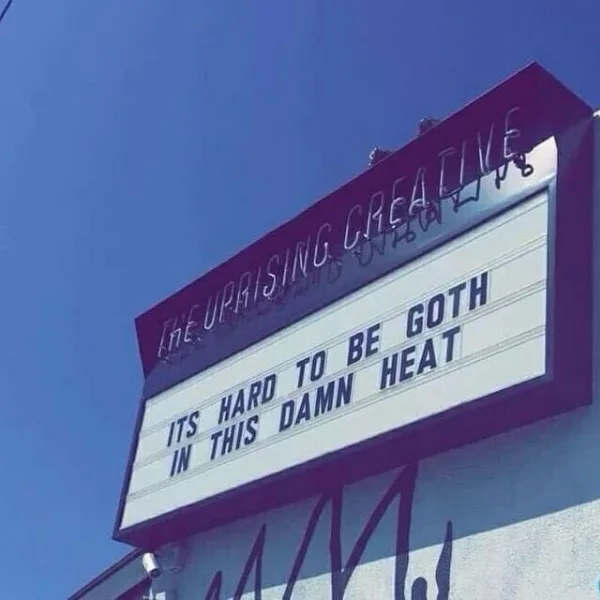 THE UPRISING CREATIVE
ITS HARD TO BE GOTH
IN THIS DAMN HEAT